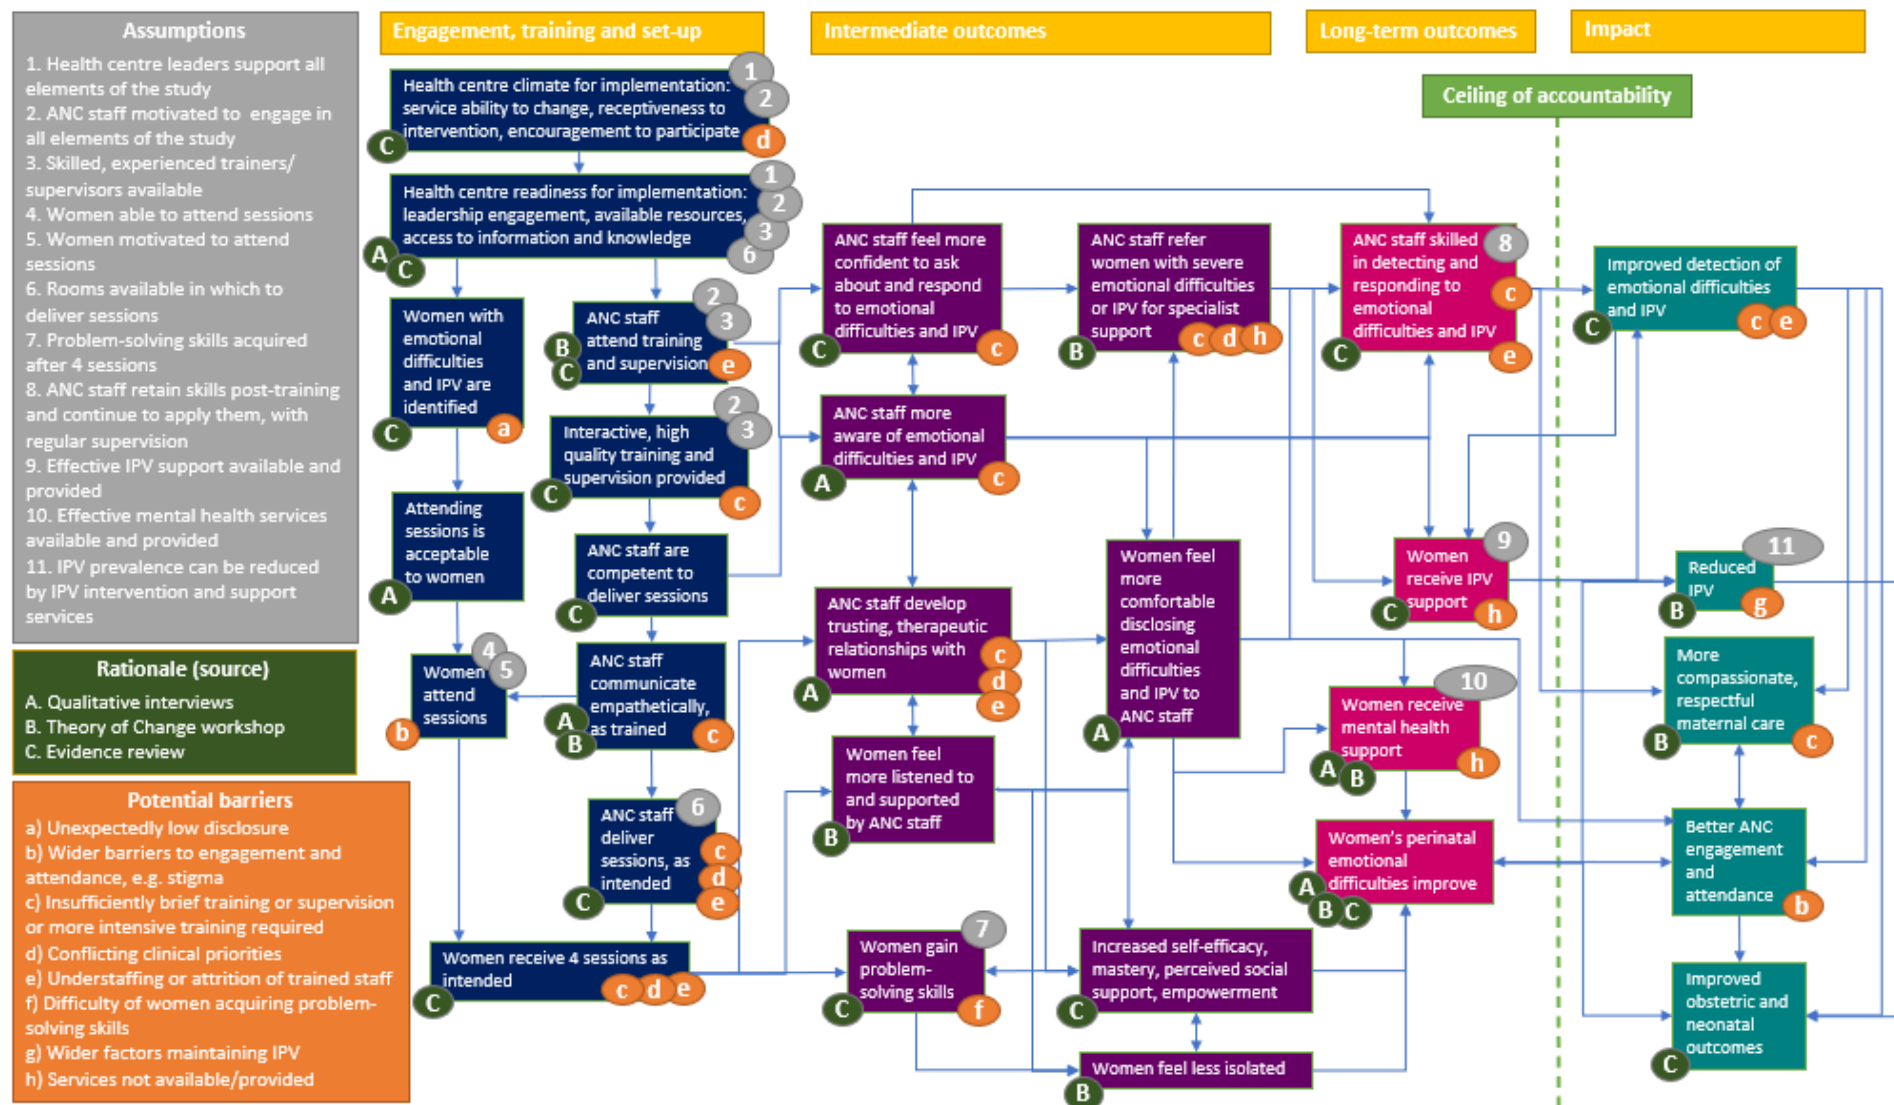 Assumptions
1. Health centre leaders support all
elements of the study
2. ANC staff motivated to engage in
all elements of the study
3. Skilled, experienced trainers/
supervisors available
4. Women able to attend sessions
5. Women motivated to attend
sessions
6. Rooms available in which to
deliver sessions
7. Problem-solving skills acquired
after 4 sessions
8. ANC staff retain skills post-training
and continue to apply them, with
regular supervision
9. Effective IPV support available and
provided
10. Effective mental health services
available and provided
11. IPV prevalence can be reduced
by IPV intervention and support
services
Rationale (source)
A. Qualitative interviews
B. Theory of Change workshop
C. Evidence review
Potential barriers
a) Unexpectedly low disclosure
b) Wider barriers to engagement and
attendance, e.g. stigma
c) Insufficiently brief training or supervision
or more intensive training required
d) Conflicting clinical priorities
e) Understaffing or attrition of trained staff
f) Difficulty of women acquiring problem-
solving skills
g) Wider factors maintaining IPV
h) Services not available/provided
Engagement, training and set-up
Health centre climate for implementation:
service ability to change, receptiveness to
intervention, encouragement to participate
1
2
C
d
Health centre readiness for implementation:
leadership engagement, available resources,
access to information and knowledge
1
2
3
6
A
C
Women with
emotional
difficulties
and IPV are
identified
C
a
Attending
sessions is
acceptable
to women
A
Women
attend
sessions
4
5
b
ANC staff
attend training
and supervision
2
3
B
C
e
Interactive, high
quality training and
supervision provided
2
3
C
c
ANC staff are
competent to
deliver sessions
C
ANC staff
communicate
empathetically,
as trained
A
B
c
ANC staff
deliver
sessions, as
intended
6
C
c
d
e
Women receive 4 sessions as
intended
C
c
d
e
Intermediate outcomes
ANC staff feel more
confident to ask
about and respond
to emotional
difficulties and IPV
C
c
ANC staff more
aware of emotional
difficulties and IPV
A
c
ANC staff develop
trusting, therapeutic
relationships with
women
A
c
d
e
Women feel
more listened to
and supported
by ANC staff
B
Women gain
problem-
solving skills
7
C
f
ANC staff refer
women with severe
emotional difficulties
or IPV for specialist
support
B
c
d
h
Women feel
more
comfortable
disclosing
emotional
difficulties
and IPV to
ANC staff
A
Increased self-efficacy,
mastery, perceived social
support, empowerment
C
Women feel less isolated
B
Long-term outcomes
ANC staff skilled
in detecting and
responding to
emotional
difficulties and IPV
8
c
C
e
Women
receive IPV
support
9
C
h
Women receive
mental health
support
10
A
B
h
Women's perinatal
emotional
difficulties improve
A
B
C
Impact
Ceiling of accountability
Improved detection of
emotional difficulties
and IPV
C
c
e
Reduced
IPV
11
B
g
More
compassionate,
respectful
maternal care
B
c
Better ANC
engagement
and
attendance
b
Improved
obstetric and
neonatal
outcomes
C